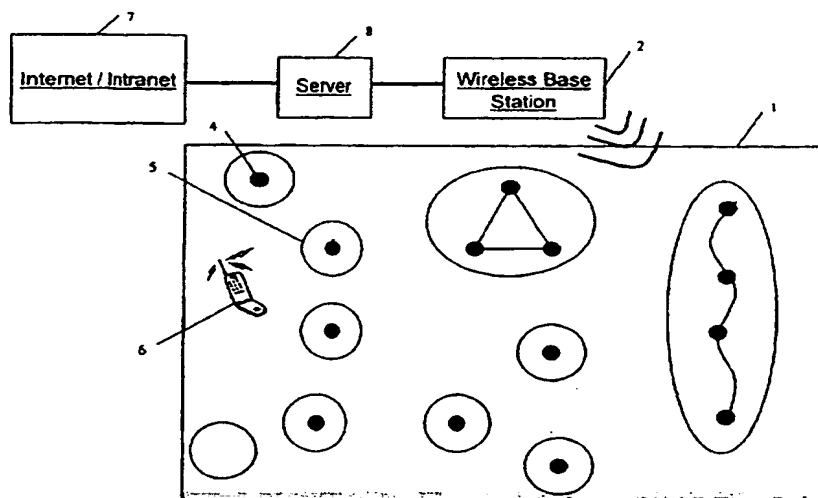 7
8
2
Internet / Intranet
Server
Wireless Base
Station
1
4
5
6